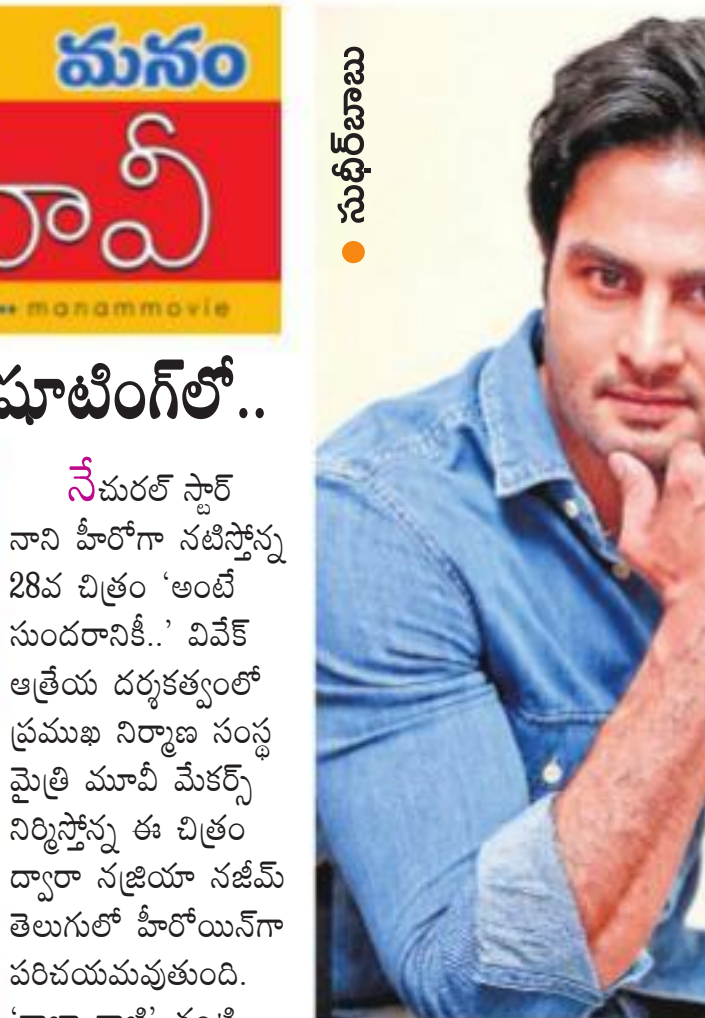 మనం
మావీ
manammovie
షూటింగ్‌లో..
నేచురల్ స్టార్
నాని హీరోగా నటిస్తోన్న
28వ చిత్రం ‘అంటే
సుందరానికీ..’ వివేక్
ఆత్రేయ దర్శకత్వంలో
ప్రముఖ నిర్మాణ సంస్థ
మైత్రి మూవీ మేకర్స్
నిర్మిస్తోన్న ఈ చిత్రం
ద్వారా నజ్రియా నజీమ్
తెలుగులో హీరోయిన్‌గా
పరిచయమవుతుంది.
సుధీర్‌బాబు